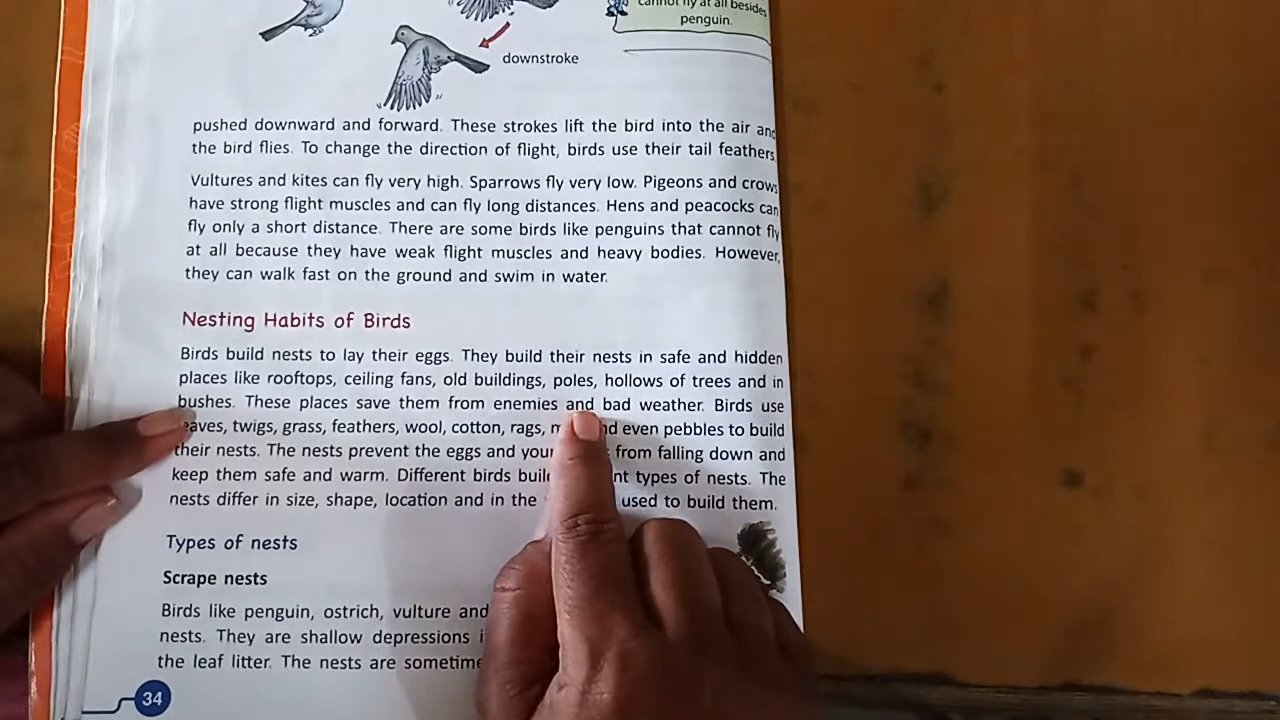 cannot fly at all besides
penguin.
downstroke
pushed downward and forward. These strokes lift the bird into the air and
the bird flies. To change the direction of flight, birds use their tail feathers
Vultures and kites can fly very high. Sparrows fly very low. Pigeons and crows
have strong flight muscles and can fly long distances. Hens and peacocks can
fly only a short distance. There are some birds like penguins that cannot fly
at all because they have weak flight muscles and heavy bodies. However,
they can walk fast on the ground and swim in water.
Nesting Habits of Birds
Birds build nests to lay their eggs. They build their nests in safe and hidden
places like rooftops, ceiling fans, old buildings, poles, hollows of trees and in
bushes. These places save them from enemies and bad weather. Birds use
twigs, grass, feathers, wool, cotton, rags, even pebbles to build
their nests. The nests prevent the eggs and from falling down and
keep them safe and warm. Different birds types of nests. The
nests differ in size, shape, location and in the used to build them.
Types of nests
Scrape nests
Birds like penguin, ostrich, vulture and
nests. They are shallow depressions
the leaf litter. The nests are
34